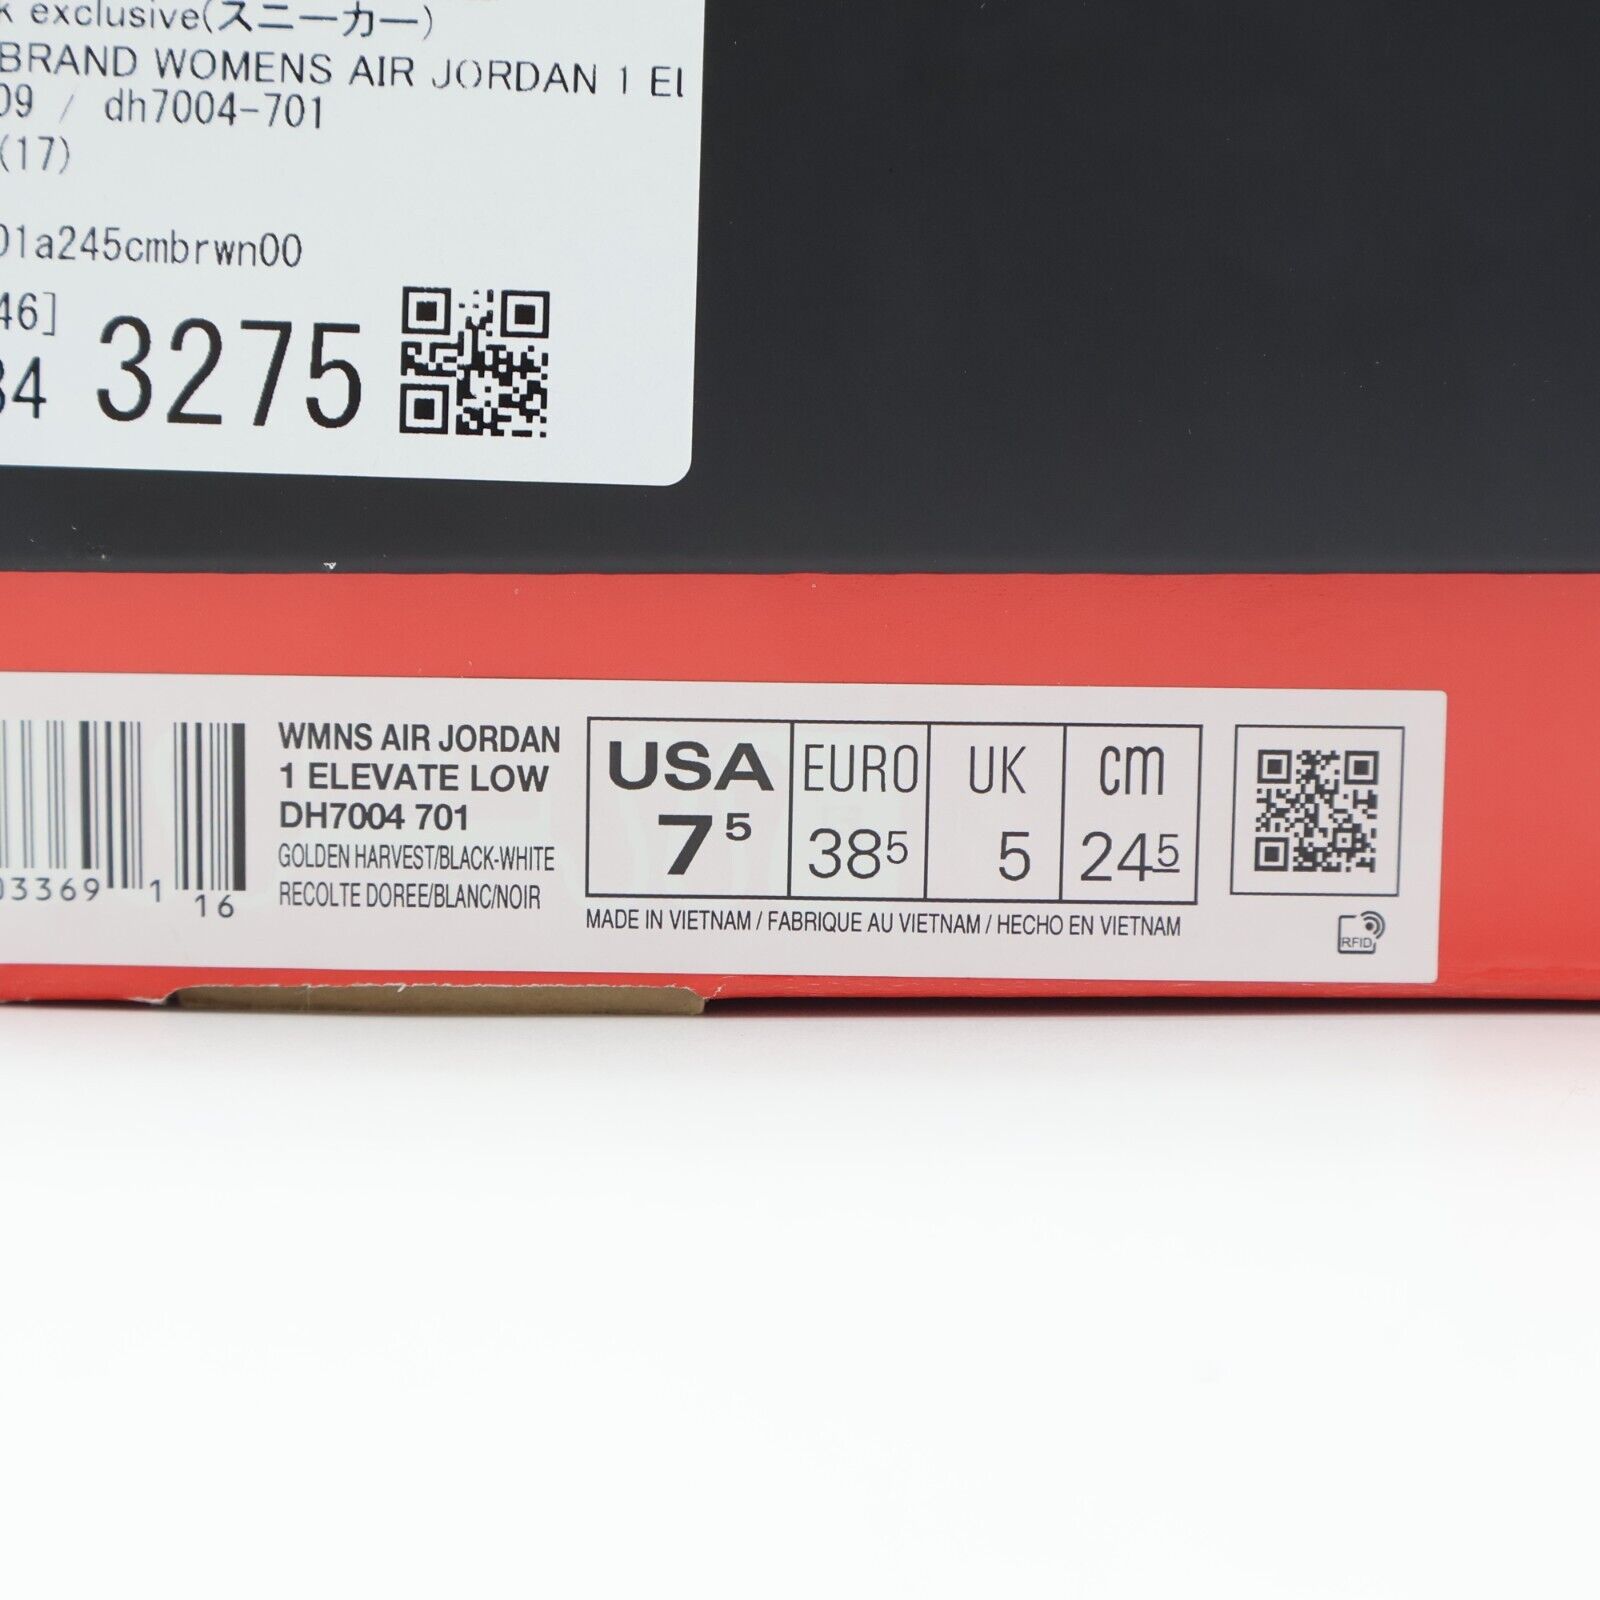 exclusive(スニーカー)
BRAND WOMENS AIR JORDAN 1 El
09 / dh7004-701
(17)
01a245cmbrwn00
46]
34 3275
WMNS AIR JORDAN
1 ELEVATE LOW
DH7004 701
GOLDEN HARVEST/BLACK-WHITE
RECOLTE DOREE/BLANC/NOIR
03369 1 16
USA EURO UK CM
7⁵ 38⁵ 5 24⁵
MADE IN VIETNAM / FABRIQUE AU VIETNAM / HECHO EN VIETNAM
RFID